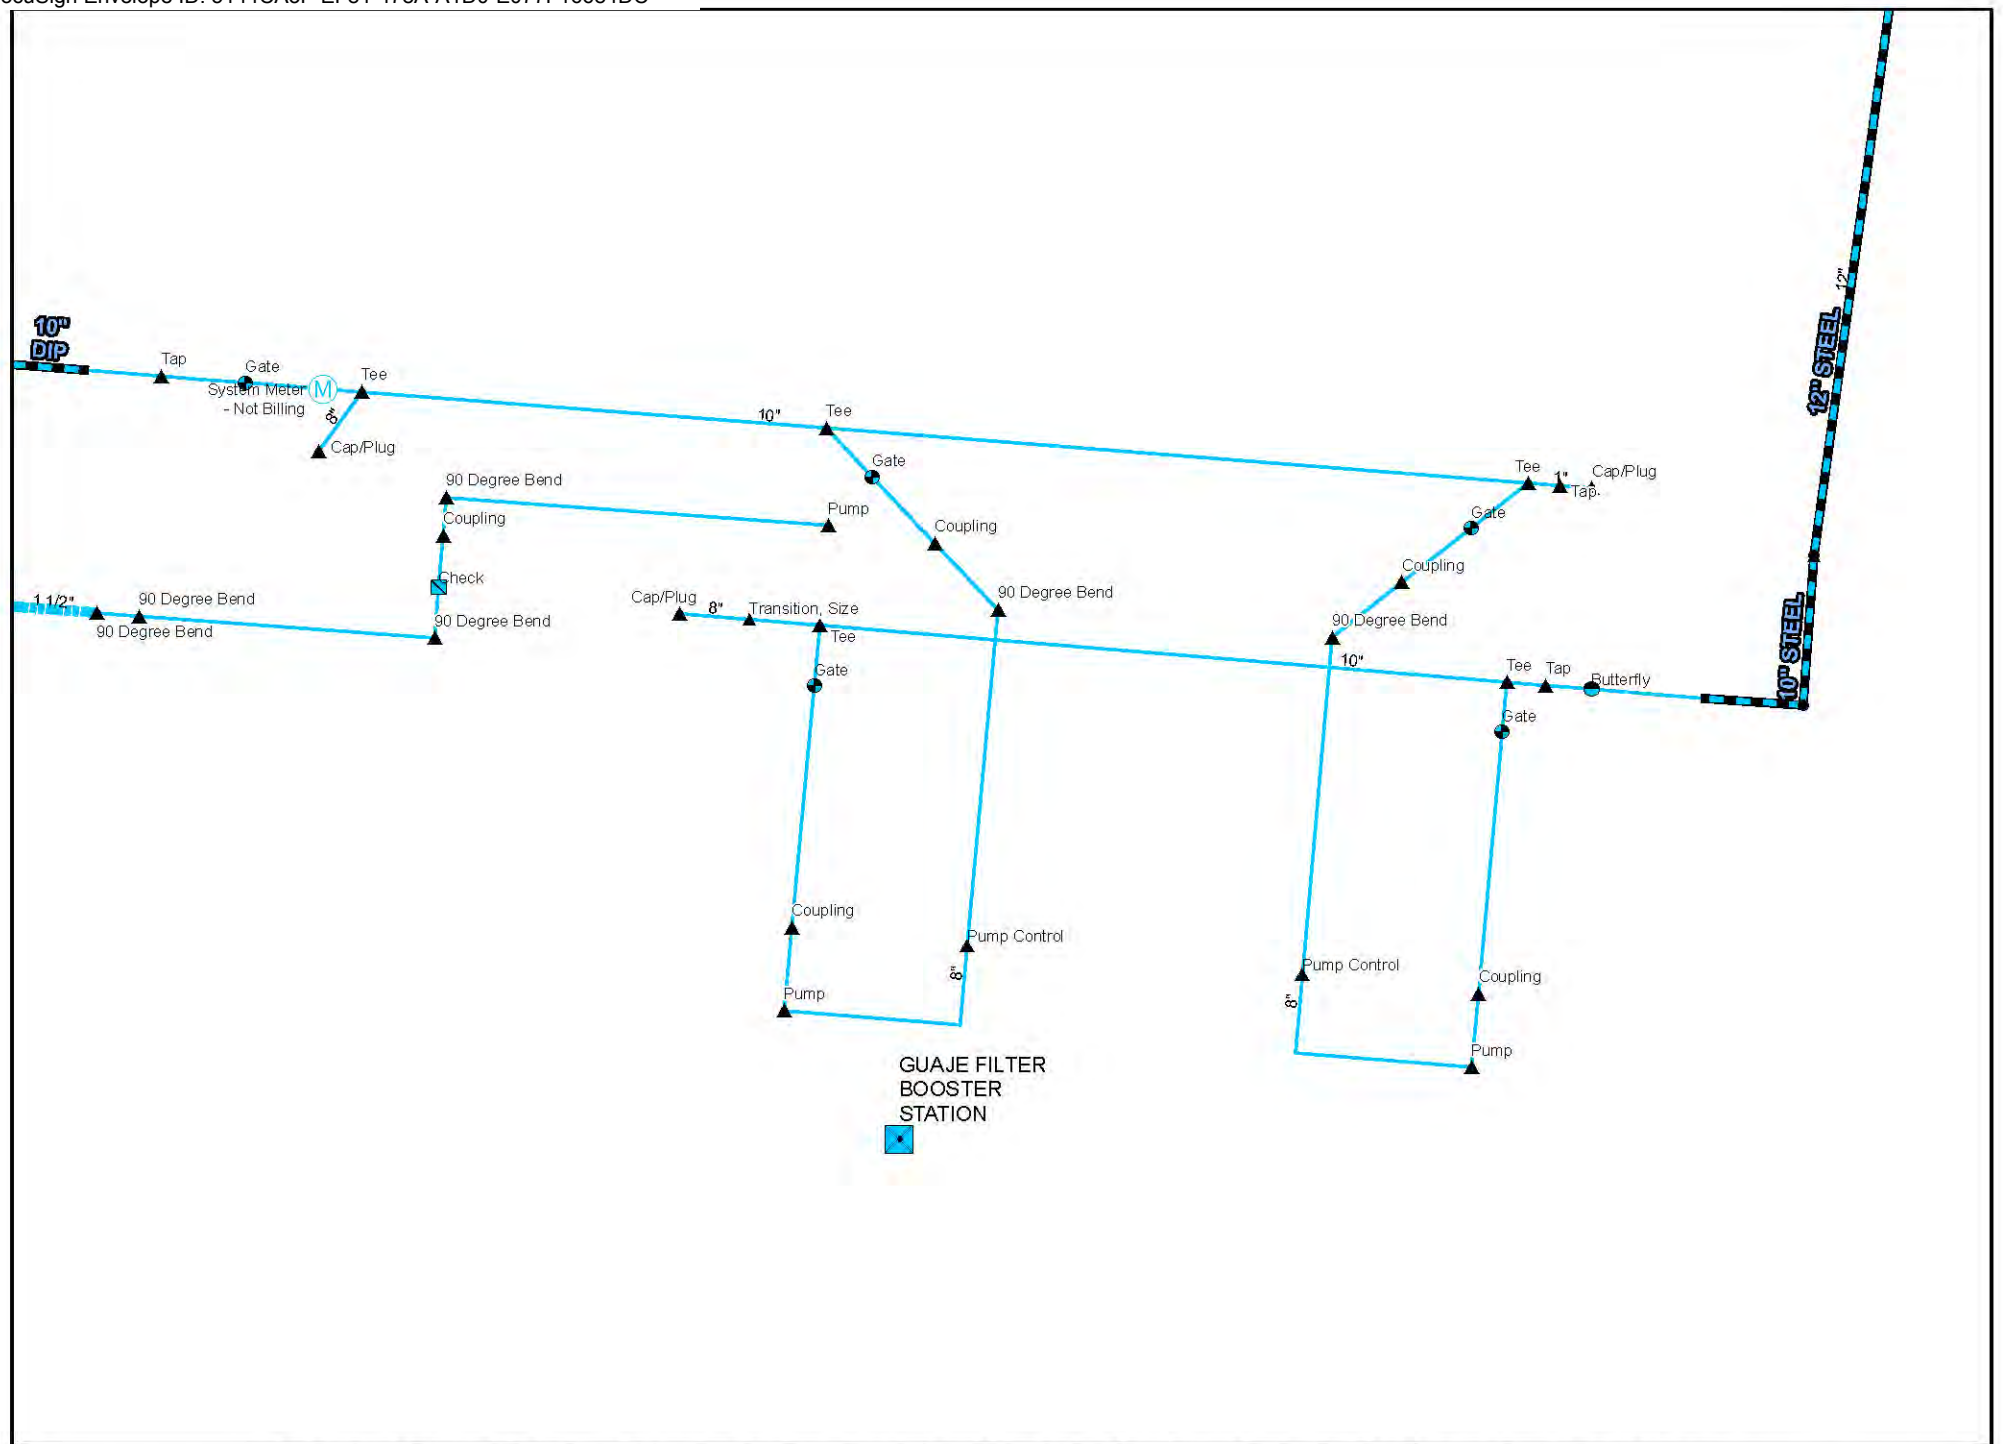 12"
12" STEEL
10"
DIP
Tap
Gate
System Meter
- Not Billing
M
Tee
8"
Cap/Plug
10"
Tee
Gate
Tee
1"
Cap/Plug
Tap
90 Degree Bend
Coupling
Pump
Coupling
Gate
Coupling
Check
1 1/2"
90 Degree Bend
90 Degree Bend
90 Degree Bend
Cap/Plug
8"
Transition, Size
Tee
90 Degree Bend
90 Degree Bend
10"
Gate
Tee
Tap
Butterfly
10" STEEL
Gate
Coupling
Pump Control
8"
Pump
Pump Control
8"
Coupling
Pump
GUAJE FILTER
BOOSTER
STATION